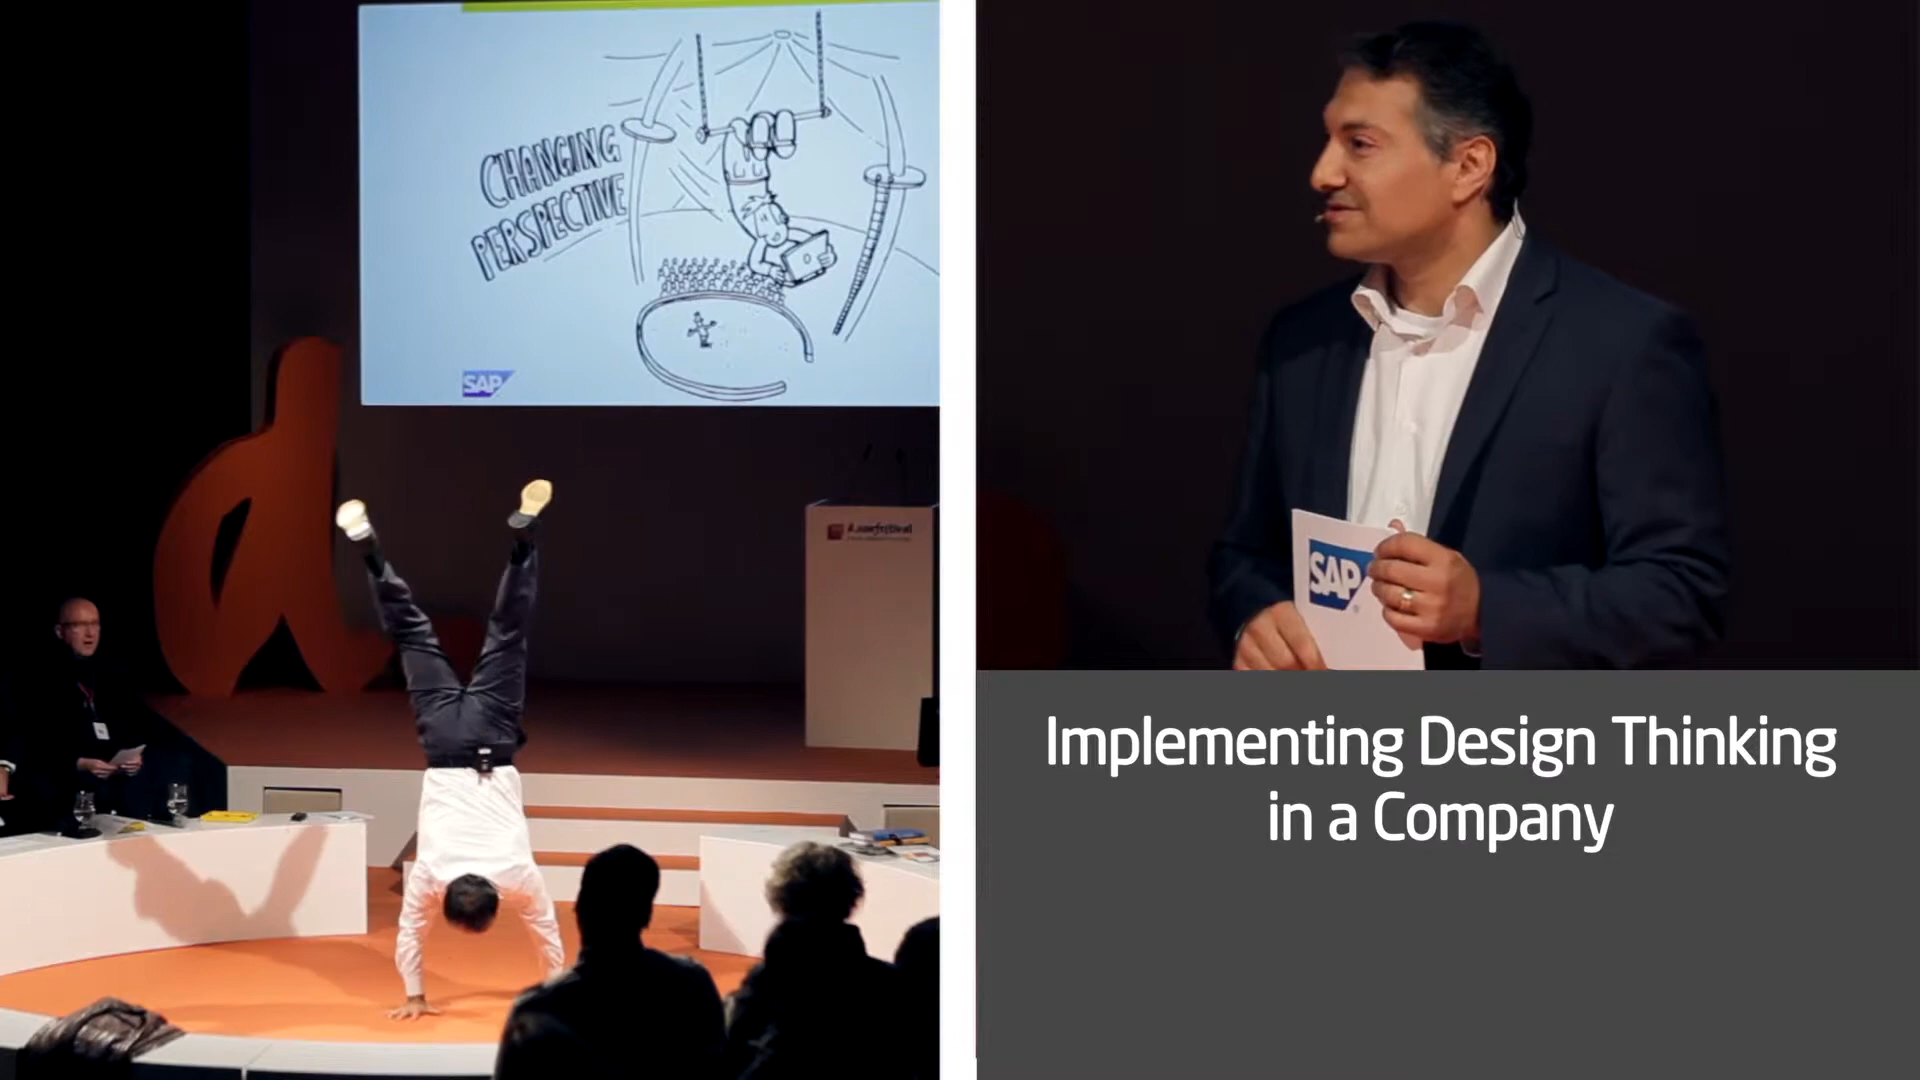 CHANGING
PERSPECTIVE
SAP
SAP
Implementing Design Thinking
in a Company